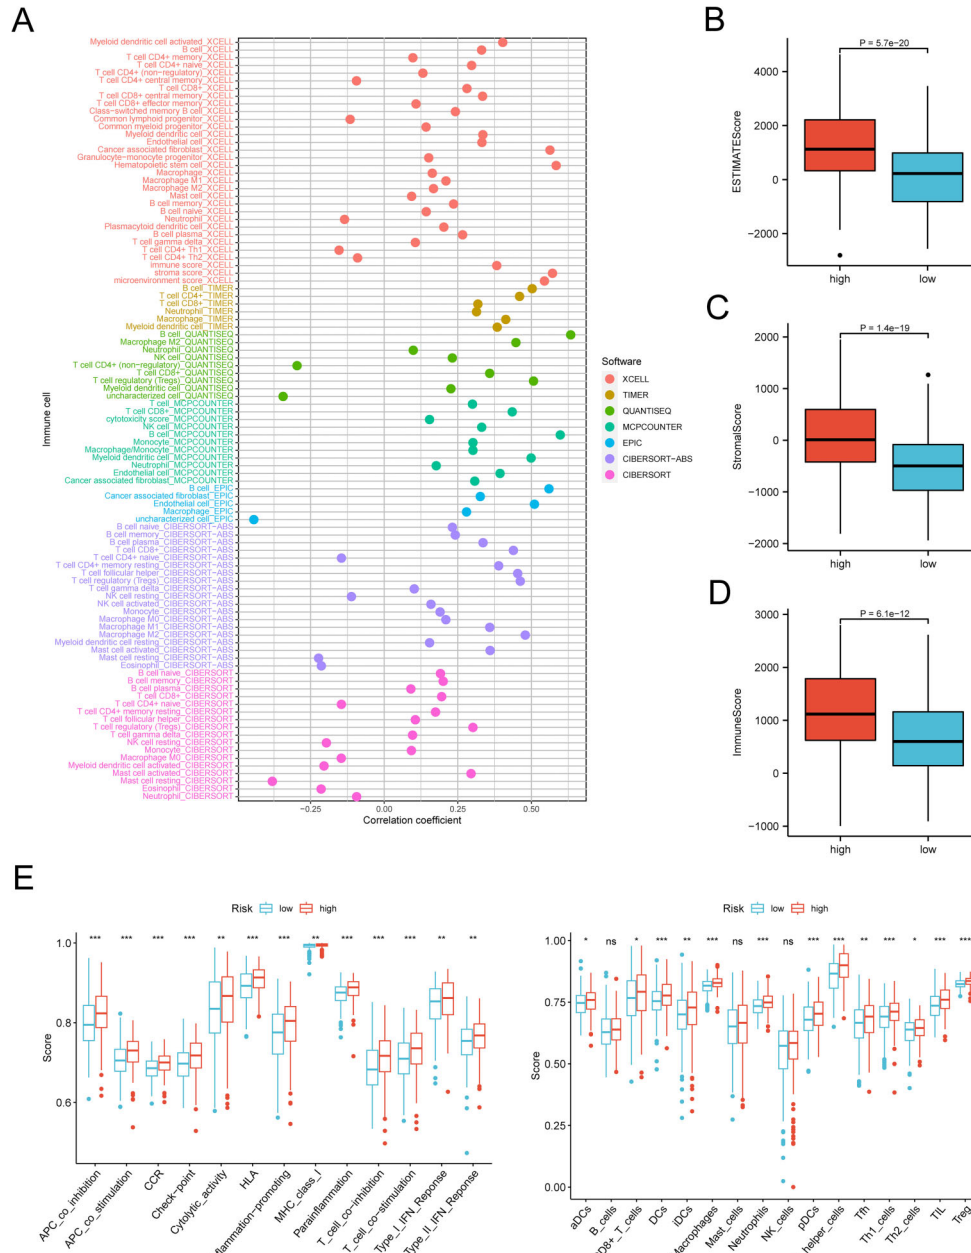 A
Myeloid dendritic cell activated_XCELL
B cell_XCELL
T cell CD4+ memory_XCELL
T cell CD4+ naive_XCELL
T cell CD4+ (non-regulatory)_XCELL
T cell CD4+ central memory_XCELL
T cell CD8+_XCELL
T cell CD8+ central memory_XCELL
T cell CD8+ effector memory_XCELL
Class-switched memory B cell_XCELL
Common lymphoid progenitor_XCELL
Common myeloid progenitor_XCELL
Myeloid dendritic cell_XCELL
Endothelial cell_XCELL
Cancer associated fibroblast_XCELL
Granulocyte-monocyte progenitor_XCELL
Hematopoietic stem cell_XCELL
Macrophage_XCELL
Macrophage M1_XCELL
Macrophage M2_XCELL
Mast cell_XCELL
B cell memory_XCELL
B cell naive_XCELL
Neutrophil_XCELL
Plasmacytoid dendritic cell_XCELL
B cell plasma_XCELL
T cell gamma delta_XCELL
T cell CD4+ Th1_XCELL
T cell CD4+ Th2_XCELL
immune score_XCELL
stroma score_XCELL
microenvironment score_XCELL
B cell_TIMER
T cell CD4+_TIMER
T cell CD8+_TIMER
Neutrophil_TIMER
Macrophage_TIMER
Myeloid dendritic cell_TIMER
B cell_QUANTISEQ
Macrophage M2_QUANTISEQ
Neutrophil_QUANTISEQ
NK cell_QUANTISEQ
T cell CD4+ (non-regulatory)_QUANTISEQ
T cell CD8+_QUANTISEQ
T cell regulatory (Tregs)_QUANTISEQ
Myeloid dendritic cell_QUANTISEQ
uncharacterized cell_QUANTISEQ
T cell_MCPCOUNTER
T cell CD8+_MCPCOUNTER
cytotoxicity score_MCPCOUNTER
NK cell_MCPCOUNTER
B cell_MCPCOUNTER
Monocyte_MCPCOUNTER
Macrophage/Monocyte_MCPCOUNTER
Myeloid dendritic cell_MCPCOUNTER
Neutrophil_MCPCOUNTER
Endothelial cell_MCPCOUNTER
Cancer associated fibroblast_MCPCOUNTER
B cell_EPIC
Cancer associated fibroblast_EPIC
Endothelial cell_EPIC
Macrophage_EPIC
uncharacterized cell_EPIC
B cell naive_CIBERSORT-ABS
B cell memory_CIBERSORT-ABS
B cell plasma_CIBERSORT-ABS
T cell CD8+_CIBERSORT-ABS
T cell CD4+ naive_CIBERSORT-ABS
T cell CD4+ memory resting_CIBERSORT-ABS
T cell follicular helper_CIBERSORT-ABS
T cell regulatory (Tregs)_CIBERSORT-ABS
T cell gamma delta_CIBERSORT-ABS
NK cell resting_CIBERSORT-ABS
NK cell activated_CIBERSORT-ABS
Monocyte_CIBERSORT-ABS
Macrophage M0_CIBERSORT-ABS
Macrophage M1_CIBERSORT-ABS
Macrophage M2_CIBERSORT-ABS
Myeloid dendritic cell resting_CIBERSORT-ABS
Mast cell activated_CIBERSORT-ABS
Mast cell resting_CIBERSORT-ABS
Eosinophil_CIBERSORT-ABS
B cell naive_CIBERSORT
B cell memory_CIBERSORT
B cell plasma_CIBERSORT
T cell CD8+_CIBERSORT
T cell CD4+ naive_CIBERSORT
T cell CD4+ memory resting_CIBERSORT
T cell follicular helper_CIBERSORT
T cell regulatory (Tregs)_CIBERSORT
T cell gamma delta_CIBERSORT
NK cell resting_CIBERSORT
Monocyte_CIBERSORT
Macrophage M0_CIBERSORT
Myeloid dendritic cell activated_CIBERSORT
Mast cell activated_CIBERSORT
Mast cell resting_CIBERSORT
Eosinophil_CIBERSORT
Neutrophil_CIBERSORT
Immune cell
−0.25 0.00 0.25 0.50
Correlation coefficient
Software
XCELL
TIMER
QUANTISEQ
MCPCOUNTER
EPIC
CIBERSORT-ABS
CIBERSORT
B
P = 5.7e−20
ESTIMATEScore
4000
2000
0
−2000
high low
C
P = 1.4e−19
StromalScore
2000
1000
0
−1000
−2000
high low
D
P = 6.1e−12
ImmuneScore
3000
2000
1000
0
−1000
high low
E
Risk low high
*** *** *** *** ** *** *** ** *** *** *** ** **
Score
1.0
0.8
0.6
APC_co_inhibition
APC_co_stimulation
CCR
Check−point
Cytolytic_activity
HLA
flammation−promoting
MHC_class_I
Parainflammation
T_cell_co−inhibition
T_cell_co−stimulation
Type_I_IFN_Reponse
Type_II_IFN_Reponse
Risk low high
* ns * *** ** *** ns *** ns *** *** ** *** * *** ***
Score
1.00
0.75
0.50
0.25
0.00
aDCs
B_cells
D8+_T_cells
DCs
iDCs
Macrophages
Mast_cells
Neutrophils
NK_cells
pDCs
helper_cells
Tfh
Th1_cells
Th2_cells
TIL
Treg